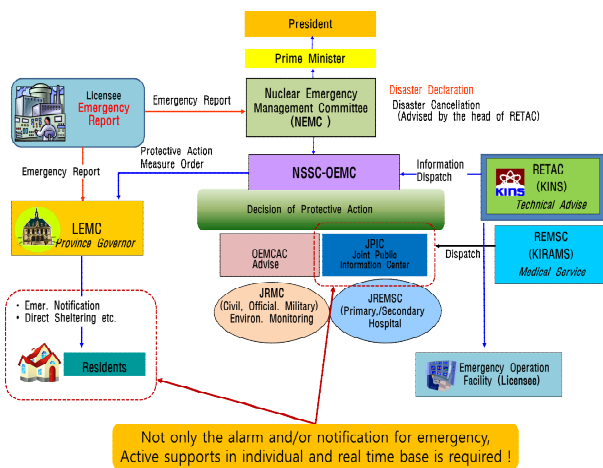 President
Prime Minister
Licensee
Emergency
Report
Emergency Report
Nuclear Emergency
Management Committee
(NEMC )
Disaster Declaration
Disaster Cancellation
(Advised by the head of RETAC)
Protective Action
Measure Order
Emergency Report
NSSC-OEMC
Information
Dispatch
KINS
RETAC
(KINS)
Technical Advise
Decision of Protective Action
LEMC
Province Governor
OEMCAC
Advise
JPIC
Joint Public
Information Center
Dispatch
REMSC
(KIRAMS)
Medical Service
JRMC
(Civil, Official. Military)
Environ. Monitoring
JREMSC
(Primary,/Secondary
Hospital
• Emer. Notification
• Direct Sheltering etc.
Residents
Emergency Operation
Facility (Licensee)
Not only the alarm and/or notification for emergency,
Active supports in individual and real time base is required !